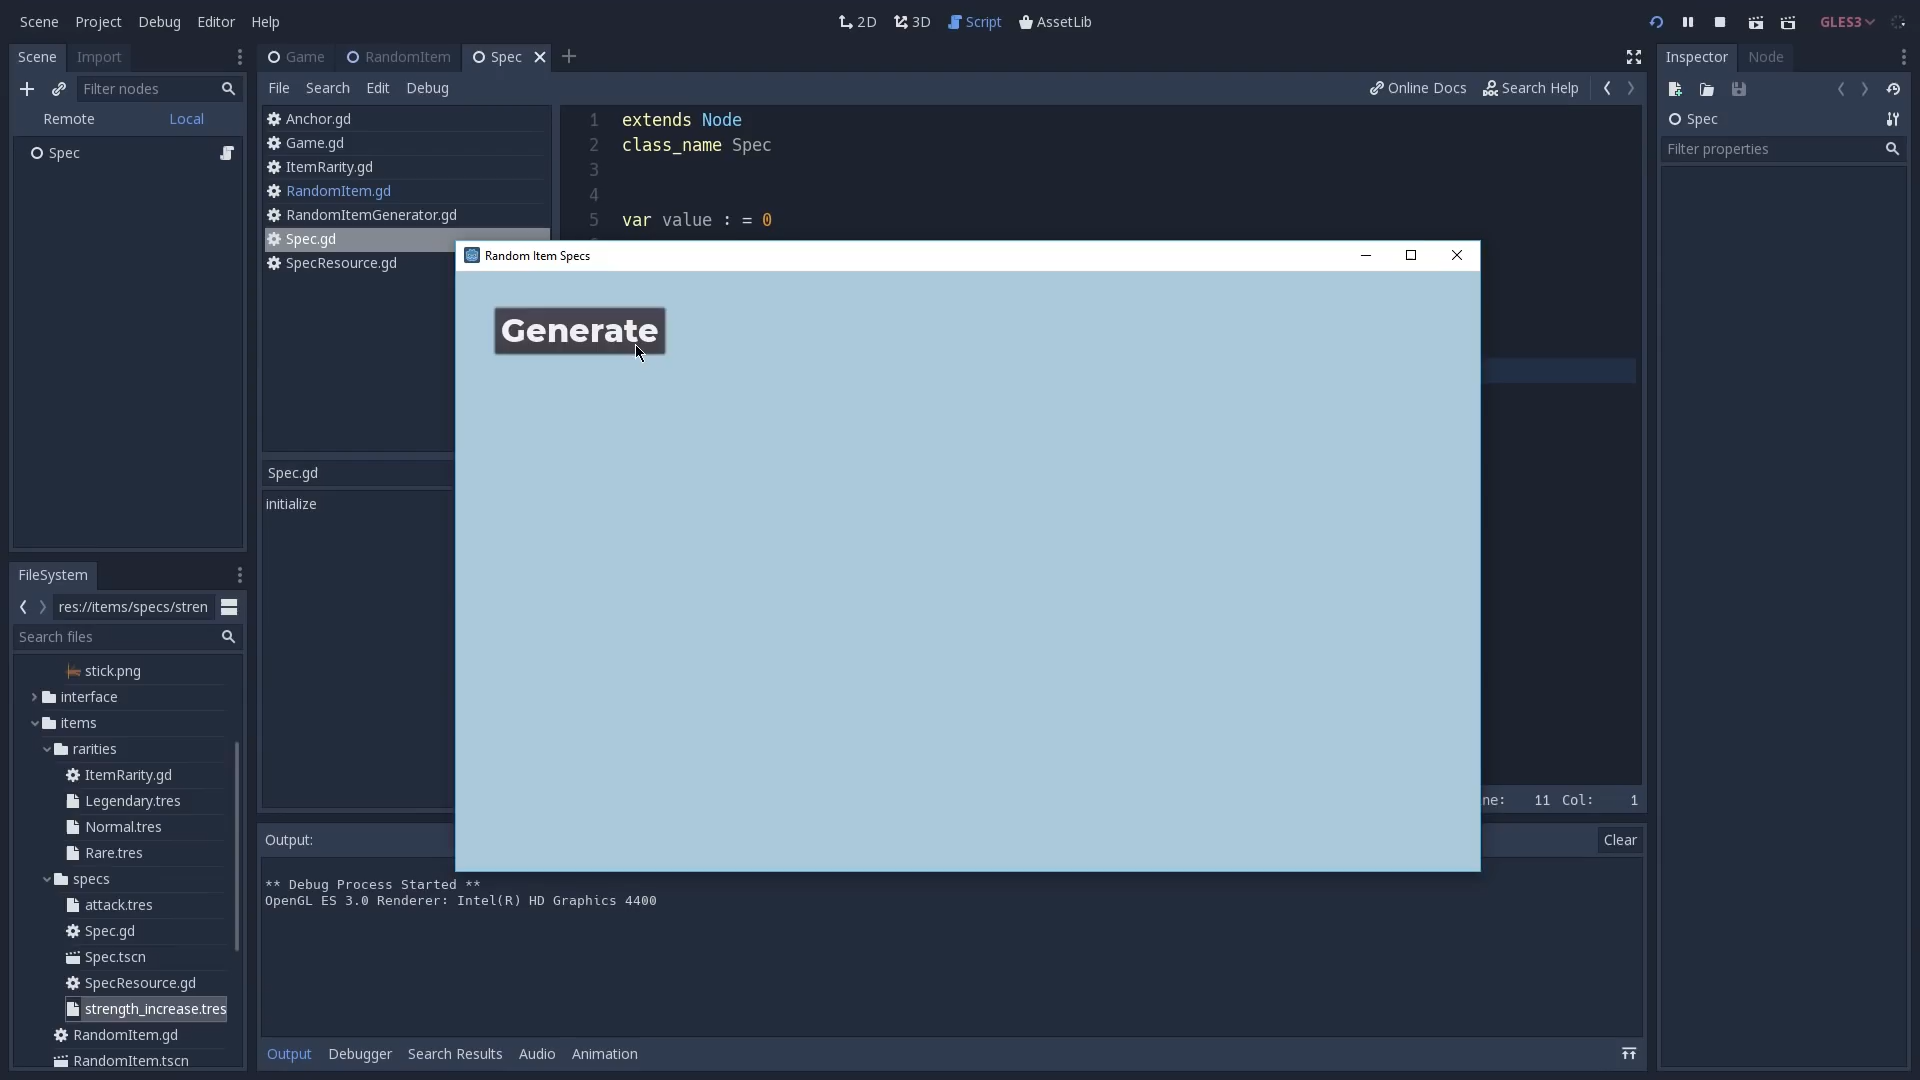 Scene Project Debug Editor Help
2D 3D Script AssetLib
GLES3
Scene Import
Filter nodes
Remote Local
Spec
FileSystem
res://items/specs/stren
Search files
stick.png
interface
items
rarities
ItemRarity.gd
Legendary.tres
Normal.tres
Rare.tres
specs
attack.tres
Spec.gd
Spec.tscn
SpecResource.gd
strength_increase.tres
RandomItem.gd
RandomItem.tscn
Game RandomItem Spec
File Search Edit Debug
Online Docs Search Help
Anchor.gd
Game.gd
ItemRarity.gd
RandomItem.gd
RandomItemGenerator.gd
Spec.gd
SpecResource.gd
Spec.gd
initialize
1 extends Node
2 class_name Spec
3
4
5 var value : = 0
Random Item Specs
Generate
ne: 11 Col: 1
Output:
Clear
** Debug Process Started **
OpenGL ES 3.0 Renderer: Intel(R) HD Graphics 4400
Output Debugger Search Results Audio Animation
Inspector Node
Spec
Filter properties